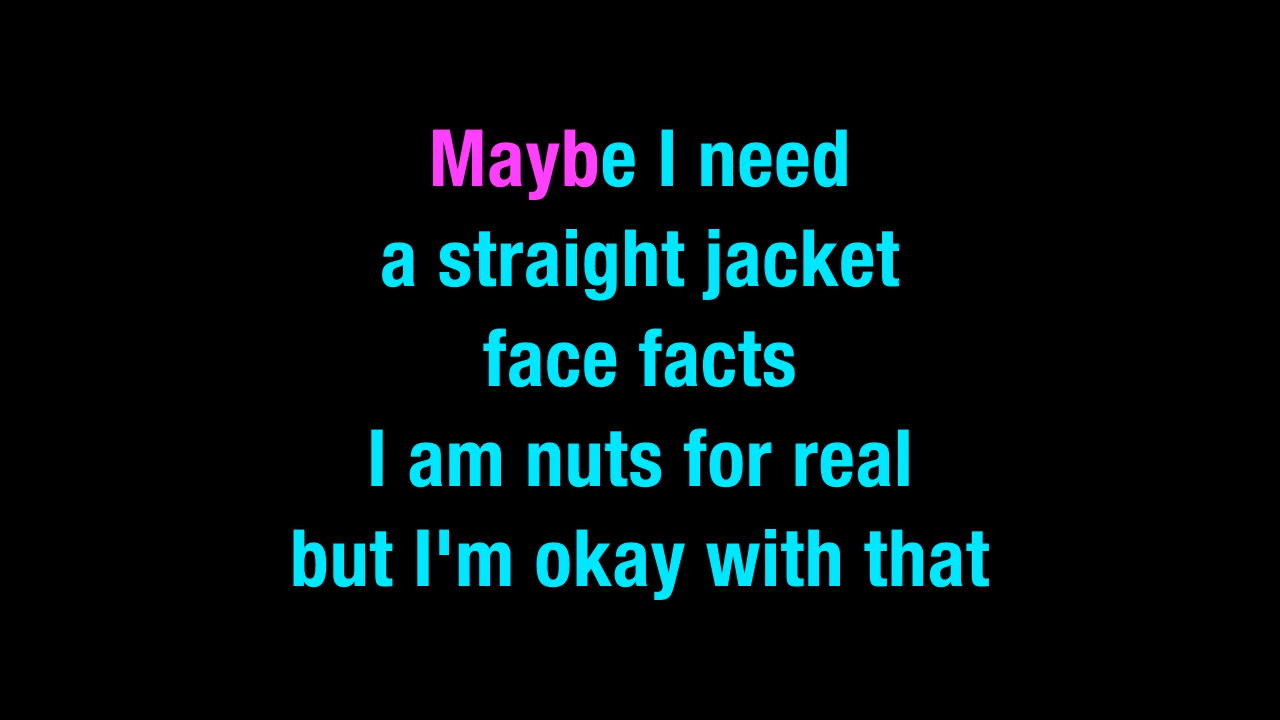 Maybe I need
a straight jacket
face facts
I am nuts for real
but I'm okay with that